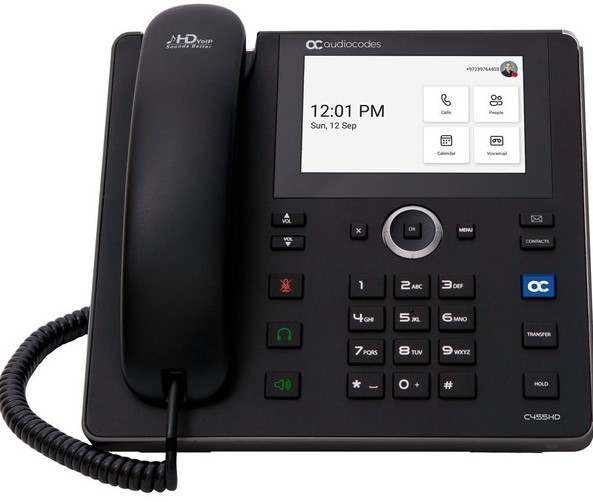 HD VoIP
Sounds Better
audiocodes
+97239764403
12:01 PM
Sun, 12 Sep
Calls
People
Calendar
Voicemail
VOL
VOL
X
OK
MENU
CONTACTS
1
2 ABC
3 DEF
4 GHI
5 JKL
6 MNO
7 PQRS
8 TUV
9 WXYZ
TRANSFER
* 
0 +
#
HOLD
C455HD